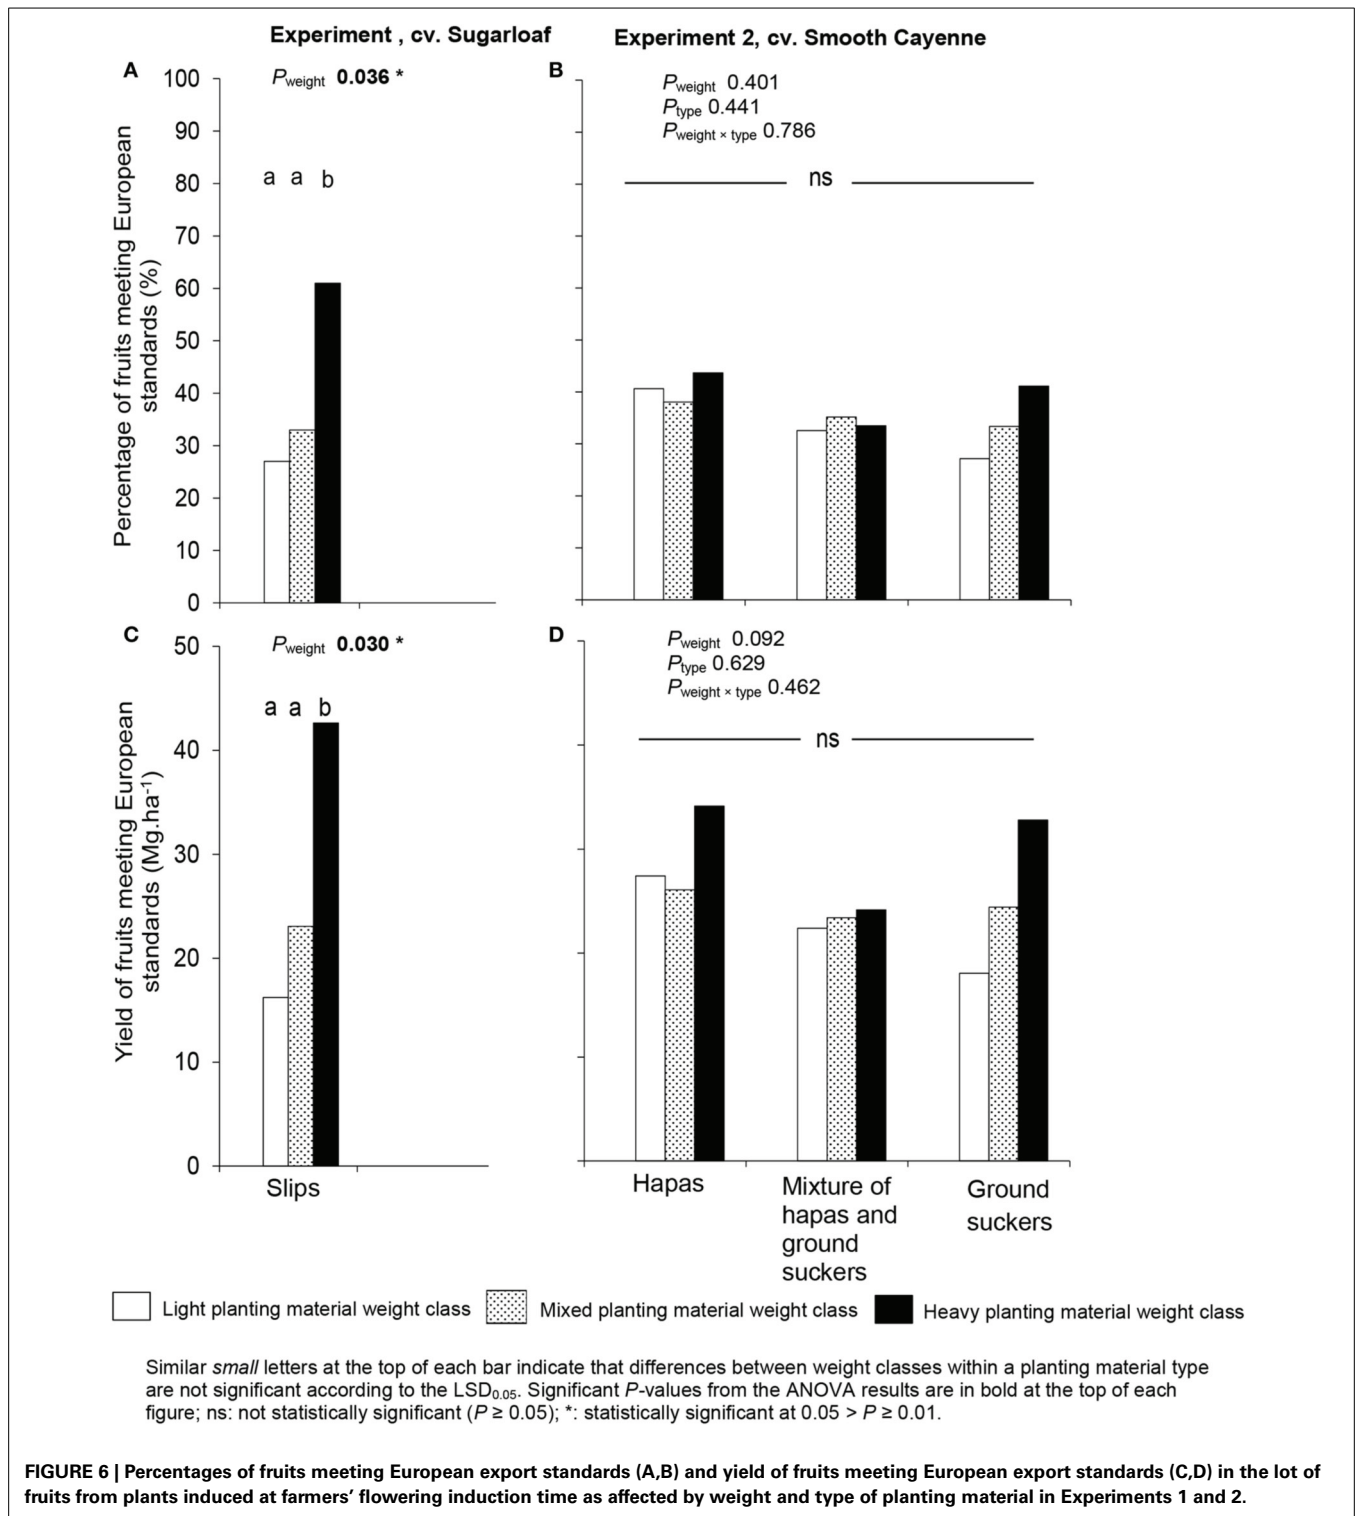 Experiment , cv. Sugarloaf
Experiment 2, cv. Smooth Cayenne
A
Pweight 0.036 *
100
90
80
70
60
50
40
30
20
10
0
Percentage of fruits meeting European
standards (%)
a a b
B
Pweight 0.401
Ptype 0.441
Pweight × type 0.786
ns
C
Pweight 0.030 *
50
40
30
20
10
0
Yield of fruits meeting European
standards (Mg.ha-1)
a a b
Slips
D
Pweight 0.092
Ptype 0.629
Pweight × type 0.462
ns
Hapas
Mixture of
hapas and
ground
suckers
Ground
suckers
Light planting material weight class
Mixed planting material weight class
Heavy planting material weight class
Similar small letters at the top of each bar indicate that differences between weight classes within a planting material type
are not significant according to the LSD0.05. Significant P-values from the ANOVA results are in bold at the top of each
figure; ns: not statistically significant (P ≥ 0.05); *: statistically significant at 0.05 > P ≥ 0.01.
FIGURE 6 | Percentages of fruits meeting European export standards (A,B) and yield of fruits meeting European export standards (C,D) in the lot of
fruits from plants induced at farmers' flowering induction time as affected by weight and type of planting material in Experiments 1 and 2.